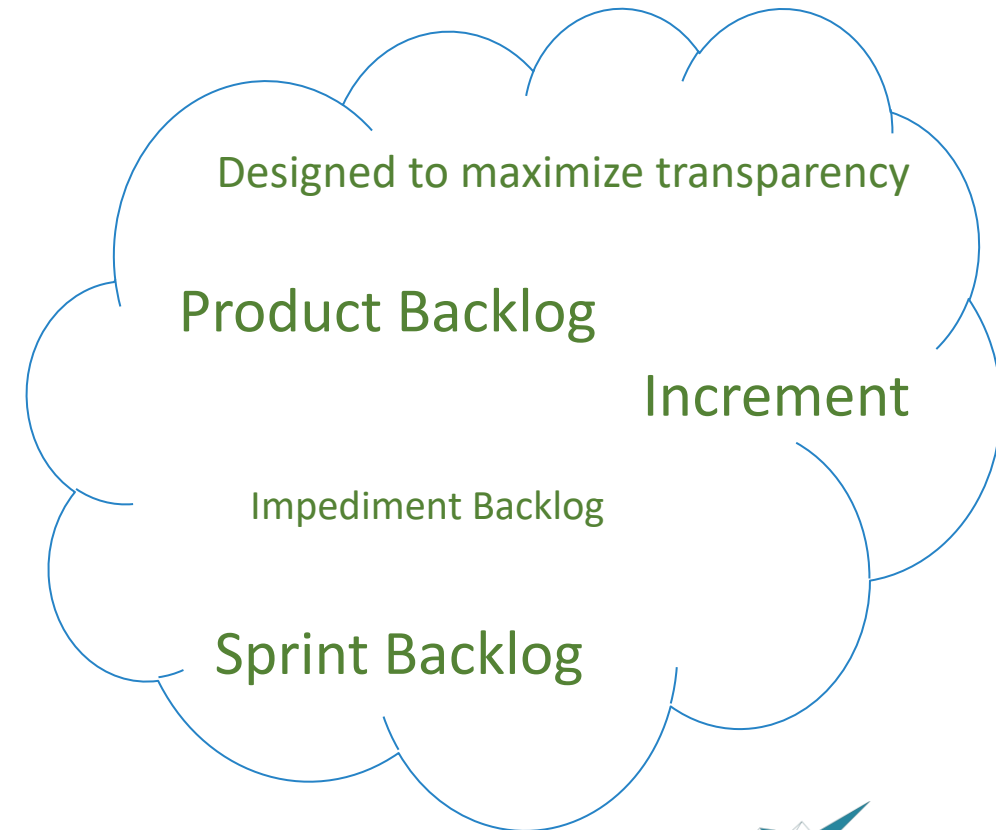 Designed to maximize transparency
Product Backlog
Increment
Impediment Backlog
Sprint Backlog